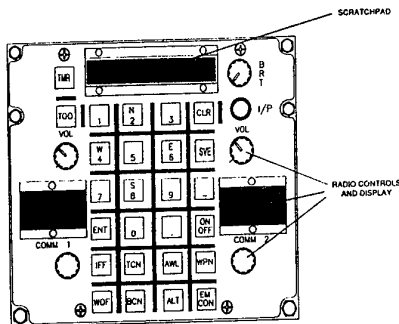 SCRATCHPAD
TMR
B
R
T
TOO
1
N
2
3
CLR
I/P
VOL
W
4
5
E
6
SVE
VOL
7
S
8
9
-
RADIO CONTROLS
AND DISPLAY
COMM 1
ENT
0
.
ON
OFF
COMM 2
IFF
TCN
AWL
WPN
WOF
BCN
ALT
EM
CON